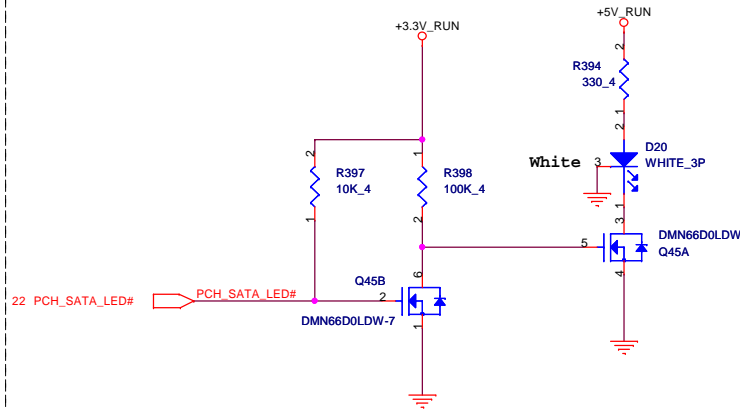 +5V_RUN
+3.3V_RUN
2
R394
330_4
1
2
D20
WHITE_3P
White 3
1
2
R397
10K_4
1
1
R398
100K_4
2
3
DMN66D0LDW
5
Q45A
4
6
Q45B
2
DMN66D0LDW-7
1
22 PCH_SATA_LED#
PCH_SATA_LED#